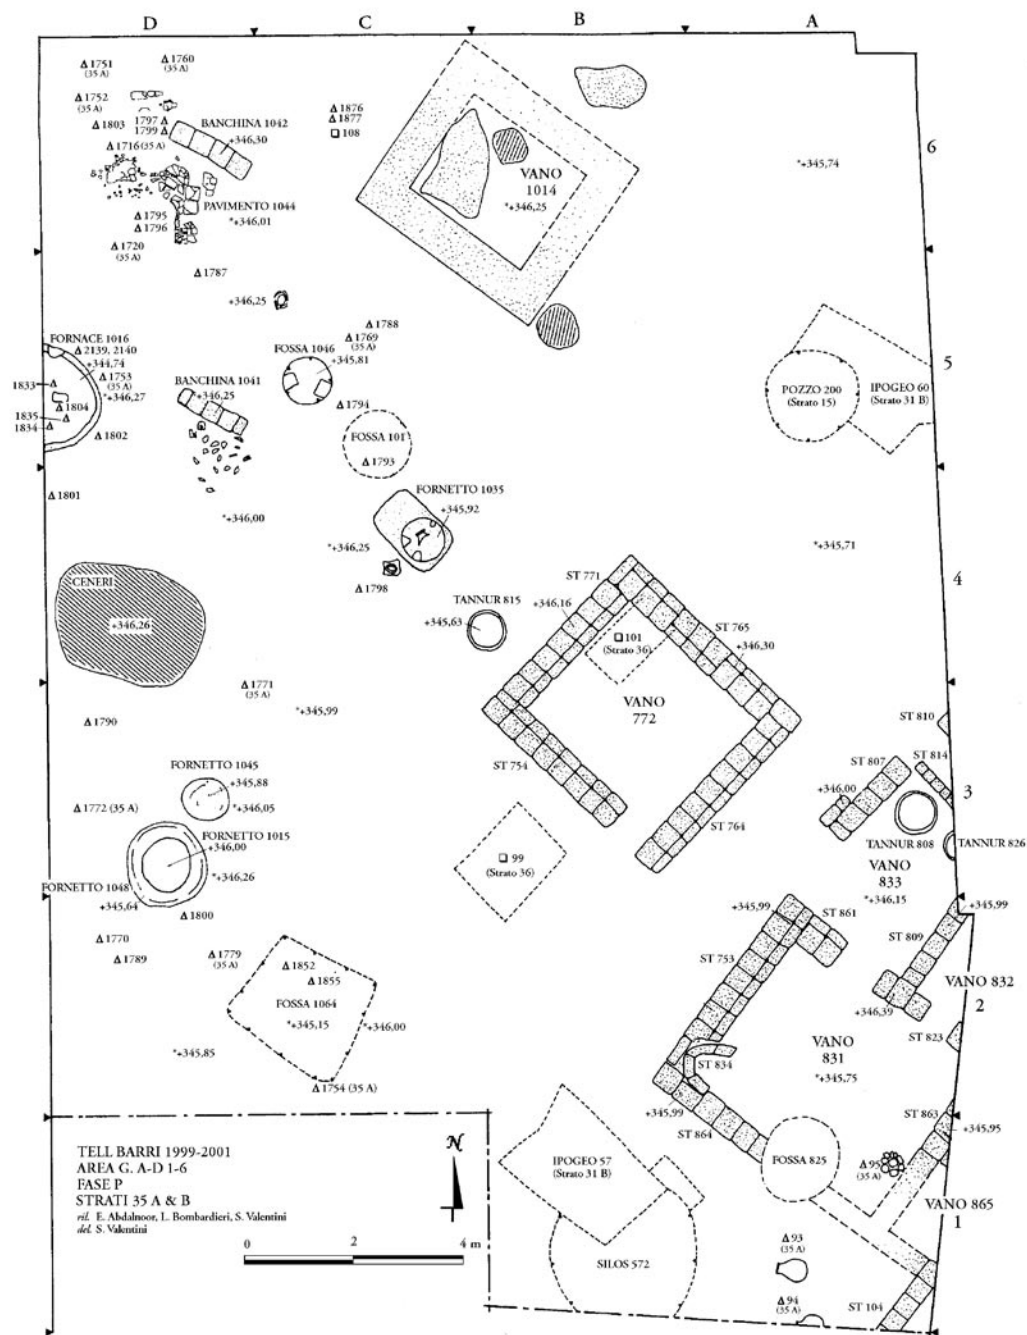 D C B A
Δ 1751
(35 A)
Δ 1760
(35 A)
Δ 1752
(35 A)
Δ 1803
1797 Δ
1799 Δ
Δ 1716 (35 A)
BANCHINA 1042
+346,30
Δ 1876
Δ 1877
108
VANO
1014
*+346,25
*+345,74
6
PAVIMENTO 1044
*+346,01
Δ 1795
Δ 1796
Δ 1720
(35 A)
Δ 1787
+346,25
Δ 1788
Δ 1769
(35 A)
FORNACE 1016
Δ 2139, 2140
+344,74
Δ 1753
(35 A)
*+346,27
1833
Δ 1804
1835
1834
Δ 1802
FOSSA 1046
+345,81
BANCHINA 1041
*+346,25
Δ 1794
FOSSA 101
Δ 1793
5
POZZO 200
(Strato 15)
IPOGEO 60
(Strato 31 B)
Δ 1801
*+346,00
FORNETTO 1035
+345,92
*+346,25
Δ 1798
*+345,71
4
CENERI
+346,26
TANNUR 815
+345,63
ST 771
+346,16
101
(Strato 36)
ST 765
+346,30
VANO
772
Δ 1771
(35 A)
*+345,99
Δ 1790
ST 754
ST 764
ST 810
ST 807
ST 814
+346,00
3
FORNETTO 1045
+345,88
*+346,05
Δ 1772 (35 A)
FORNETTO 1015
+346,00
*+346,26
FORNETTO 1048
+345,64
Δ 1800
99
(Strato 36)
TANNUR 808
TANNUR 826
VANO
833
*+346,15
+345,99
ST 861
+345,99
ST 809
Δ 1770
Δ 1789
Δ 1779
(35 A)
Δ 1852
Δ 1855
FOSSA 1064
*+345,15
*+346,00
*+345,85
Δ 1754 (35 A)
ST 753
VANO 832
2
+346,39
ST 823
VANO
831
*+345,75
ST 834
+345,99
ST 864
ST 863
+345,95
FOSSA 825
Δ 95
(35 A)
VANO 865
1
IPOGEO 57
(Strato 31 B)
SILOS 572
Δ 93
(35 A)
Δ 94
(35 A)
ST 104
TELL BARRI 1999-2001
AREA G. A-D 1-6
FASE P
STRATI 35 A & B
ril. E. Abdalnoor, L. Bombardieri, S. Valentini
del. S. Valentini
N
0 2 4 m